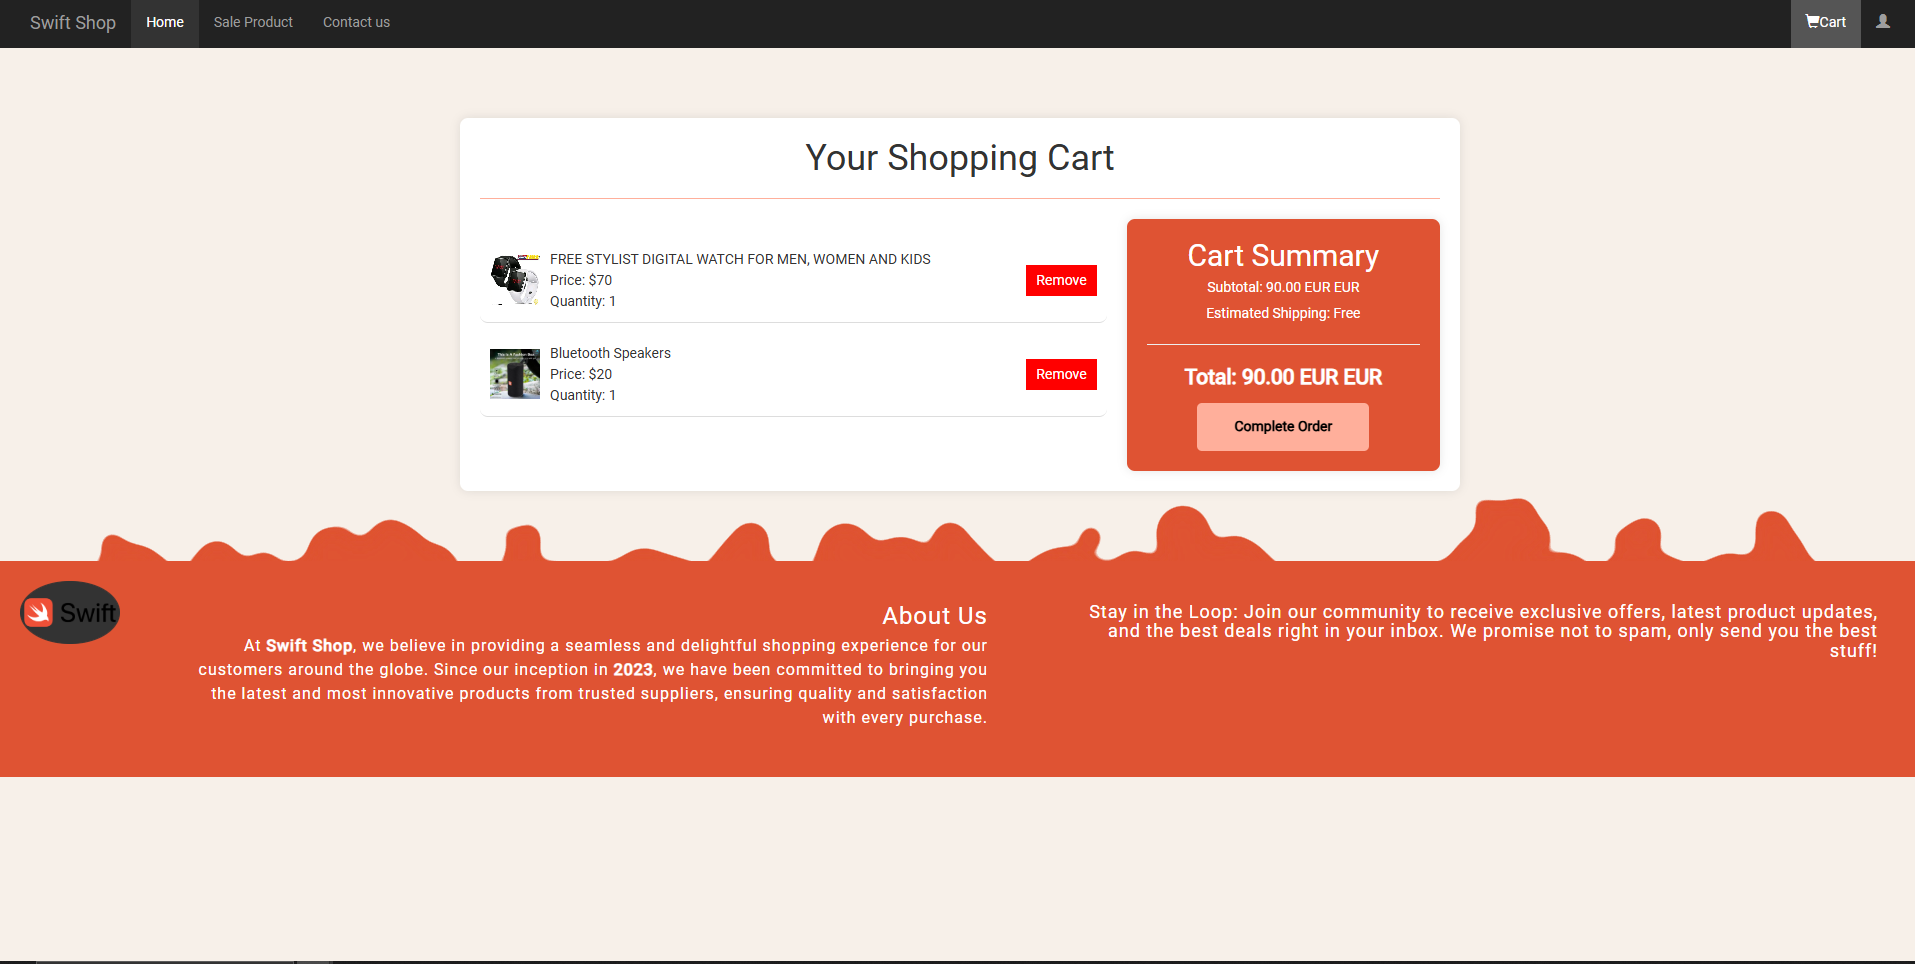 Swift Shop
Home
Sale Product
Contact us
Cart
Your Shopping Cart
FREE STYLIST DIGITAL WATCH FOR MEN, WOMEN AND KIDS
Price: $70
Quantity: 1
Remove
Bluetooth Speakers
Price: $20
Quantity: 1
Remove
Cart Summary
Subtotal: 90.00 EUR EUR
Estimated Shipping: Free
Total: 90.00 EUR EUR
Complete Order
Swift
About Us
At Swift Shop, we believe in providing a seamless and delightful shopping experience for our
customers around the globe. Since our inception in 2023, we have been committed to bringing you
the latest and most innovative products from trusted suppliers, ensuring quality and satisfaction
with every purchase.
Stay in the Loop: Join our community to receive exclusive offers, latest product updates,
and the best deals right in your inbox. We promise not to spam, only send you the best
stuff!